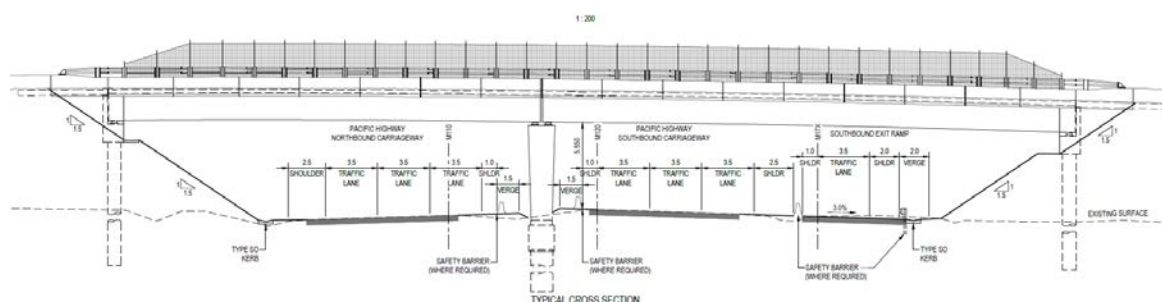 1 : 200
PACIFIC HIGHWAY
NORTHBOUND CARRIAGEWAY
M110
M120
PACIFIC HIGHWAY
SOUTHBOUND CARRIAGEWAY
SOUTHBOUND EXIT RAMP
M17X
1
1.5
1
1.5
5.550
2.5
SHOULDER
3.5
TRAFFIC
LANE
3.5
TRAFFIC
LANE
3.5
TRAFFIC
LANE
1.0
SHLDR
1.5
VERGE
1.5
VERGE
1.0
SHLDR
3.5
TRAFFIC
LANE
3.5
TRAFFIC
LANE
3.5
TRAFFIC
LANE
2.5
SHLDR
1.0
SHLDR
3.5
TRAFFIC
LANE
2.0
SHLDR
2.0
VERGE
1
1.5
1
1.5
3.0%
EXISTING SURFACE
TYPE SO
KERB
SAFETY BARRIER
(WHERE REQUIRED)
SAFETY BARRIER
(WHERE REQUIRED)
SAFETY BARRIER
(WHERE REQUIRED)
TYPE SO
KERB
TYPICAL CROSS SECTION